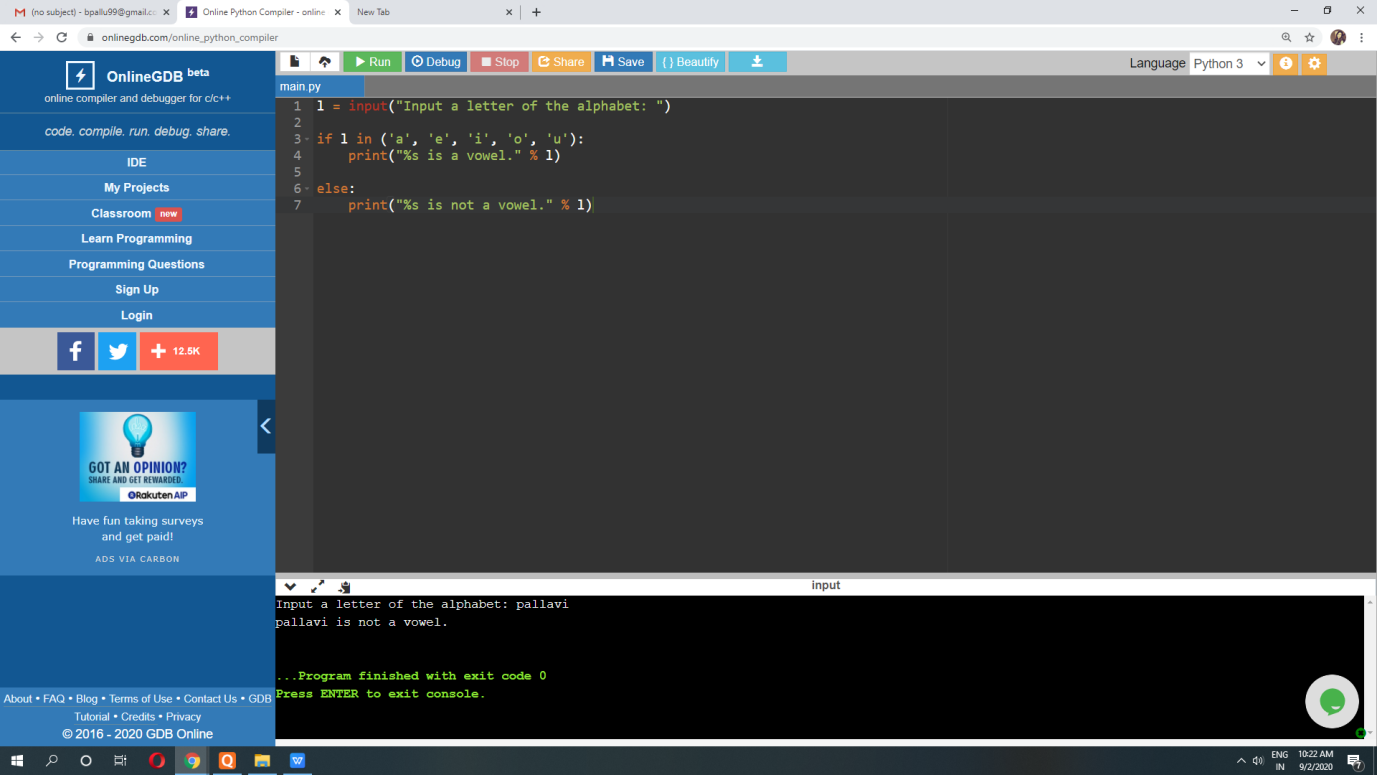 (no subject) - bpallu99@gmail.co
Online Python Compiler - online
New Tab
onlinegdb.com/online_python_compiler
OnlineGDB beta
online compiler and debugger for c/c++
code. compile. run. debug. share.
IDE
My Projects
Classroom new
Learn Programming
Programming Questions
Sign Up
Login
12.5K
GOT AN OPINION?
SHARE AND GET REWARDED.
Rakuten AIP
Have fun taking surveys
and get paid!
ADS VIA CARBON
About • FAQ • Blog • Terms of Use • Contact Us • GDB
Tutorial • Credits • Privacy
© 2016 - 2020 GDB Online
Run Debug Stop Share Save { } Beautify
Language Python 3
main.py
1 l = input("Input a letter of the alphabet: ")
2
3 if l in ('a', 'e', 'i', 'o', 'u'):
4     print("%s is a vowel." % l)
5
6 else:
7     print("%s is not a vowel." % l)
input
Input a letter of the alphabet: pallavi
pallavi is not a vowel.
...Program finished with exit code 0
Press ENTER to exit console.
ENG
IN
10:22 AM
9/2/2020
7